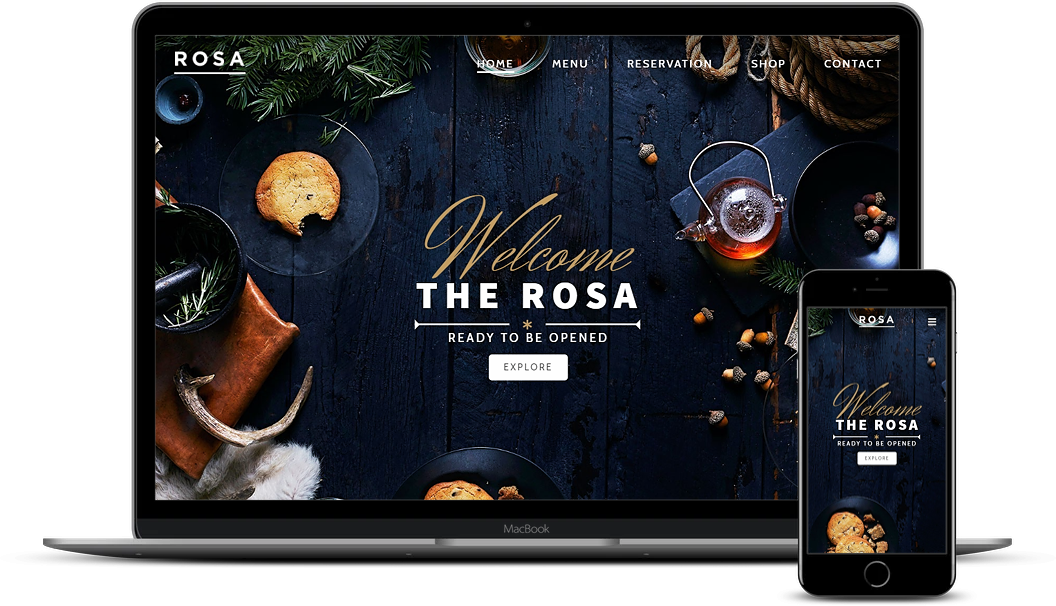 ROSA
HOME MENU | RESERVATION SHOP CONTACT
Welcome
THE ROSA
READY TO BE OPENED
EXPLORE
MacBook
ROSA
Welcome
THE ROSA
READY TO BE OPENED
EXPLORE